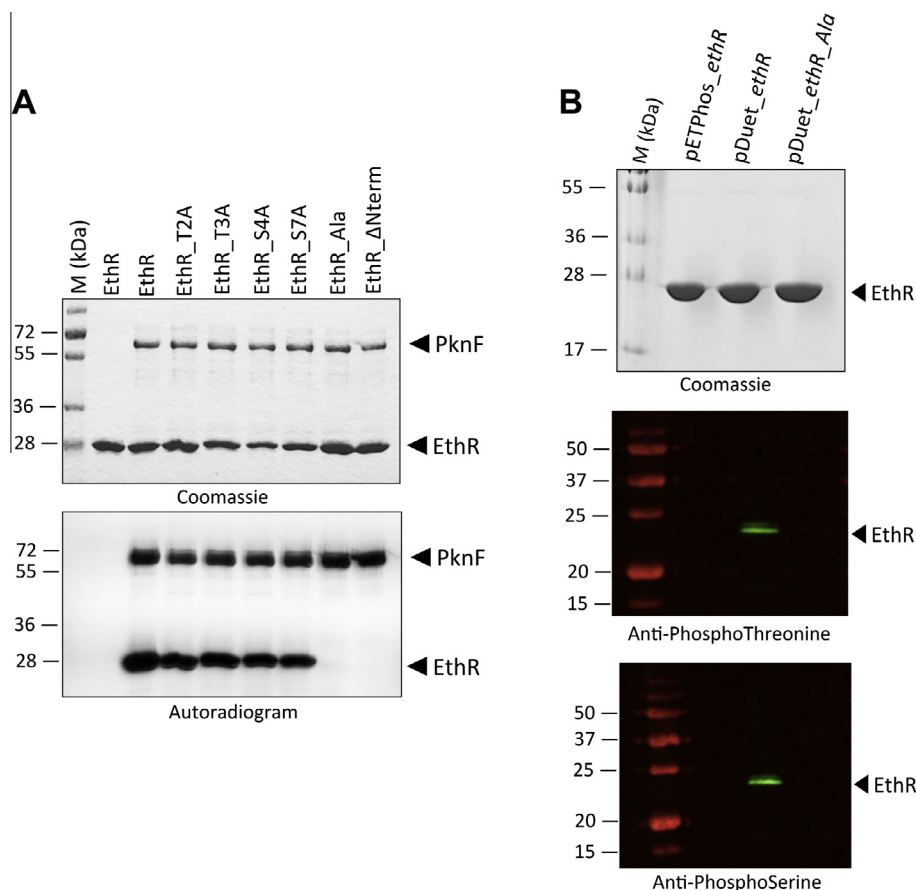 A
M (kDa)
EthR
EthR
EthR_T2A
EthR_T3A
EthR_S4A
EthR_S7A
EthR_Ala
EthR_ΔNterm
72
55
36
28
PknF
EthR
Coomassie
72
55
36
28
PknF
EthR
Autoradiogram
B
M (kDa)
pETPhos_ethR
pDuet_ethR
pDuet_ethR_Ala
55
36
28
17
EthR
Coomassie
50
37
25
20
15
EthR
Anti-PhosphoThreonine
50
37
25
20
15
EthR
Anti-PhosphoSerine